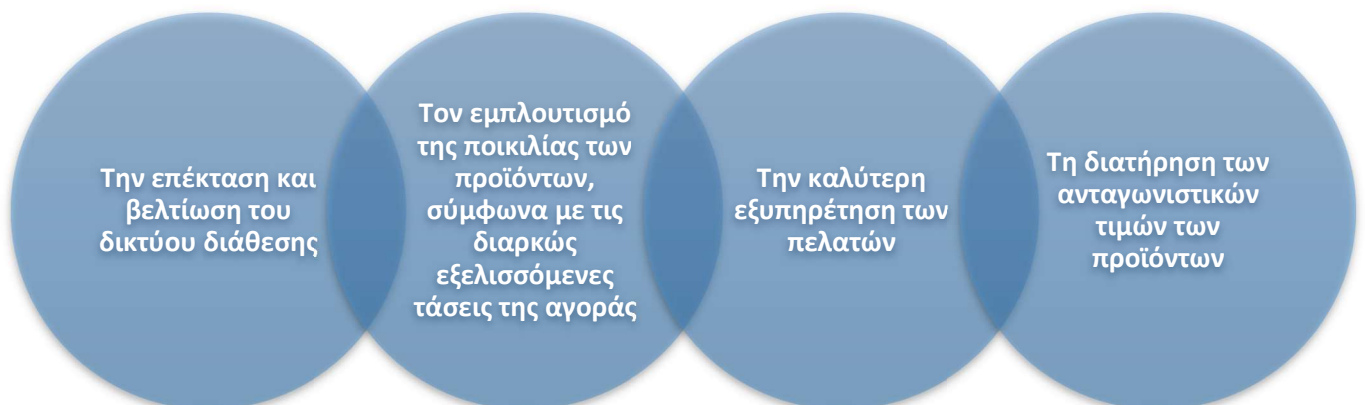 Την επέκταση και
βελτίωση του
δικτύου διάθεσης
Τον εμπλουτισμό
της ποικιλίας των
προϊόντων,
σύμφωνα με τις
διαρκώς
εξελισσόμενες
τάσεις της αγοράς
Την καλύτερη
εξυπηρέτηση των
πελατών
Τη διατήρηση των
ανταγωνιστικών
τιμών των
προϊόντων